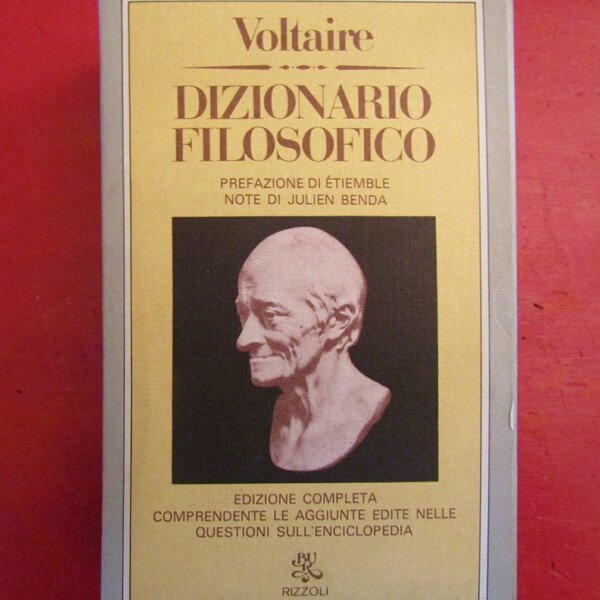 Voltaire
DIZIONARIO
FILOSOFICO
PREFAZIONE DI ÉTIEMBLE
NOTE DI JULIEN BENDA
EDIZIONE COMPLETA
COMPRENDENTE LE AGGIUNTE EDITE NELLE
QUESTIONI SULL'ENCICLOPEDIA
BUR
RIZZOLI